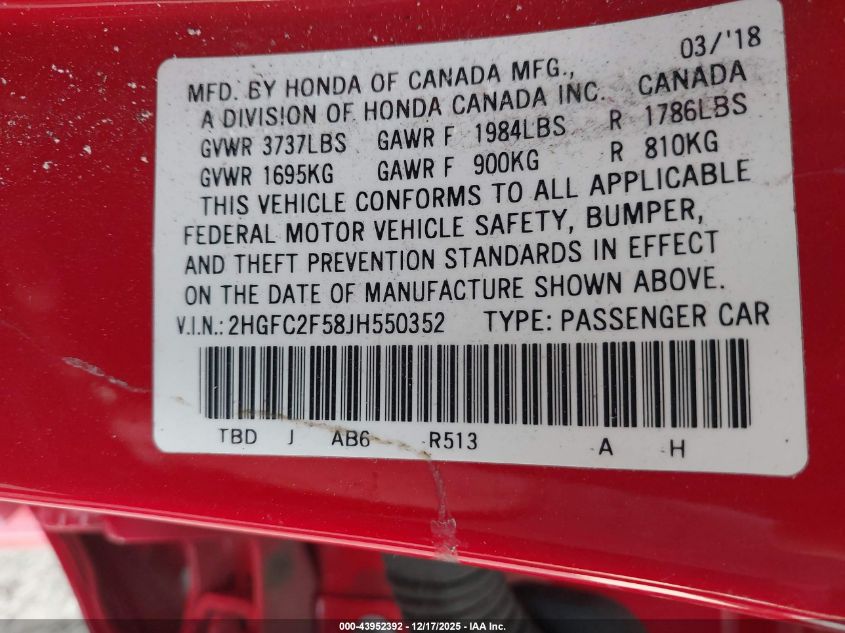 03/'18
MFD. BY HONDA OF CANADA MFG., CANADA
A DIVISION OF HONDA CANADA INC.
GVWR 3737LBS GAWR F 1984LBS R 1786LBS
GVWR 1695KG GAWR F 900KG R 810KG
THIS VEHICLE CONFORMS TO ALL APPLICABLE
FEDERAL MOTOR VEHICLE SAFETY, BUMPER,
AND THEFT PREVENTION STANDARDS IN EFFECT
ON THE DATE OF MANUFACTURE SHOWN ABOVE.
V.I.N.: 2HGFC2F58JH550352 TYPE: PASSENGER CAR
TBD J AB6 R513 A H
000-43952392 - 12/17/2025 - IAA Inc.